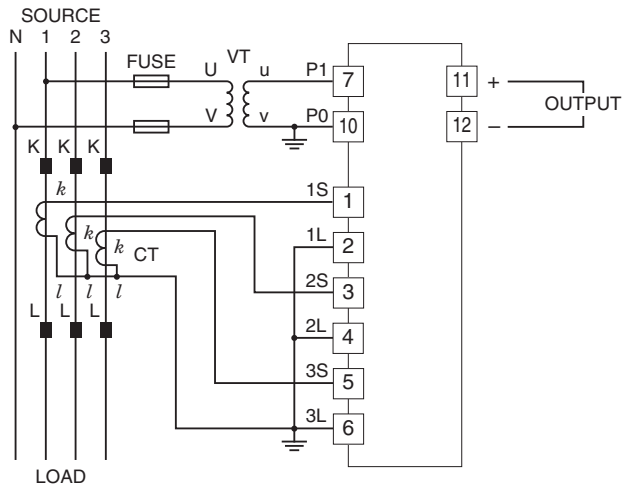 SOURCE
N 1 2 3
FUSE
U VT u P1 7 11 +
OUTPUT
V v P0 10 12 −
K K K
k 1S 1
k
k CT 1L 2
l l l 2S 3
L L L 2L 4
3S 5
3L 6
LOAD